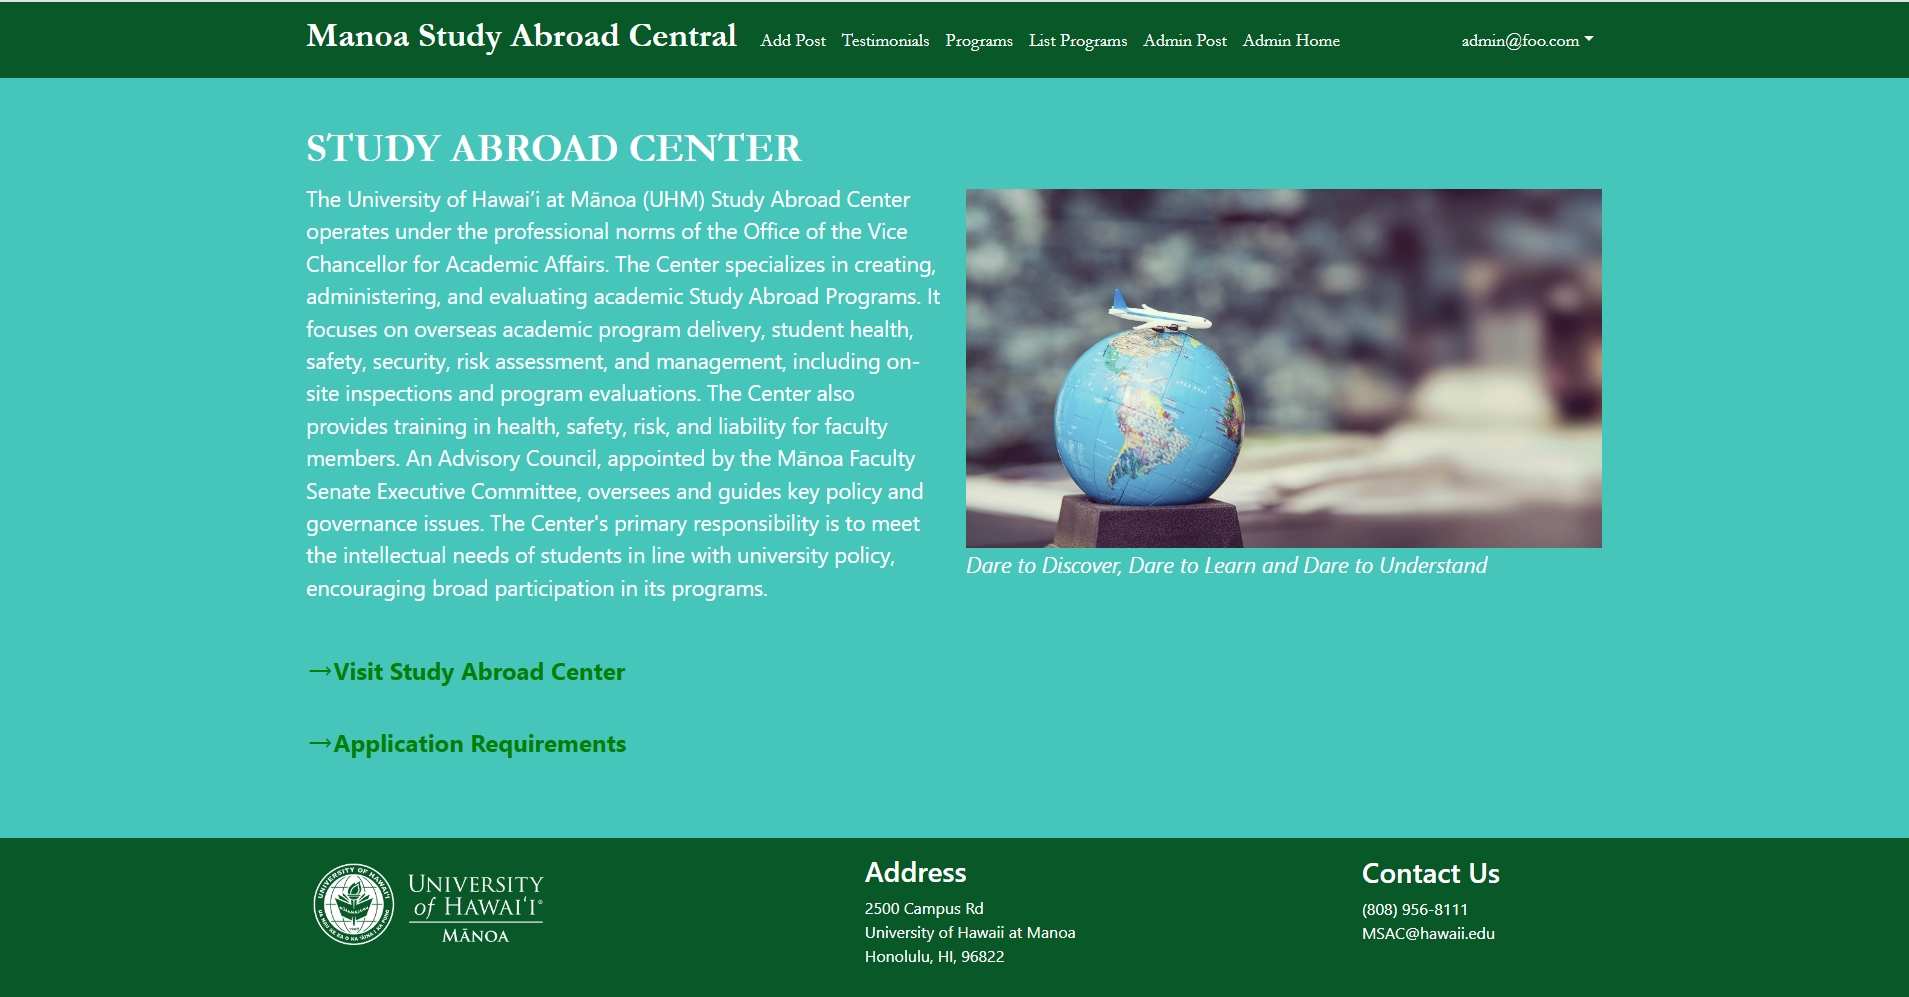 Manoa Study Abroad Central
Add Post
Testimonials
Programs
List Programs
Admin Post
Admin Home
admin@foo.com
STUDY ABROAD CENTER
The University of Hawai’i at Mānoa (UHM) Study Abroad Center
operates under the professional norms of the Office of the Vice
Chancellor for Academic Affairs. The Center specializes in creating,
administering, and evaluating academic Study Abroad Programs. It
focuses on overseas academic program delivery, student health,
safety, security, risk assessment, and management, including on-
site inspections and program evaluations. The Center also
provides training in health, safety, risk, and liability for faculty
members. An Advisory Council, appointed by the Mānoa Faculty
Senate Executive Committee, oversees and guides key policy and
governance issues. The Center's primary responsibility is to meet
the intellectual needs of students in line with university policy,
encouraging broad participation in its programs.
Dare to Discover, Dare to Learn and Dare to Understand
→Visit Study Abroad Center
→Application Requirements
UNIVERSITY OF HAWAI‘I
UNIVERSITY
of HAWAI‘I®
MĀNOA
Address
2500 Campus Rd
University of Hawaii at Manoa
Honolulu, HI, 96822
Contact Us
(808) 956-8111
MSAC@hawaii.edu